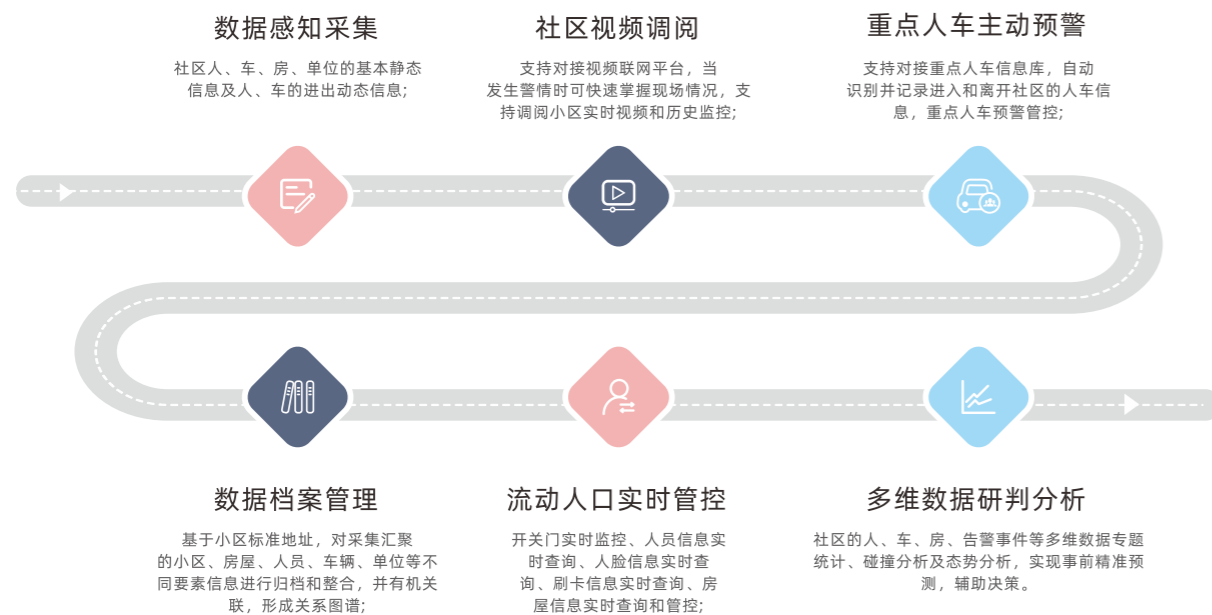 数据感知采集
社区人、车、房、单位的基本静态
信息及人、车的进出动态信息;
社区视频调阅
支持对接视频联网平台，当
发生警情时可快速掌握现场情况，支
持调阅小区实时视频和历史监控;
重点人车主动预警
支持对接重点人车信息库，自动
识别并记录进入和离开社区的人车信
息，重点人车预警管控;
数据档案管理
基于小区标准地址，对采集汇聚
的小区、房屋、人员、车辆、单位等不
同要素信息进行归档和整合，并有机关
联，形成关系图谱;
流动人口实时管控
开关门实时监控、人员信息实
时查询、人脸信息实时查
询、刷卡信息实时查询、房
屋信息实时查询和管控;
多维数据研判分析
社区的人、车、房、告警事件等多维数据专题
统计、碰撞分析及态势分析，实现事前精准预
测，辅助决策。